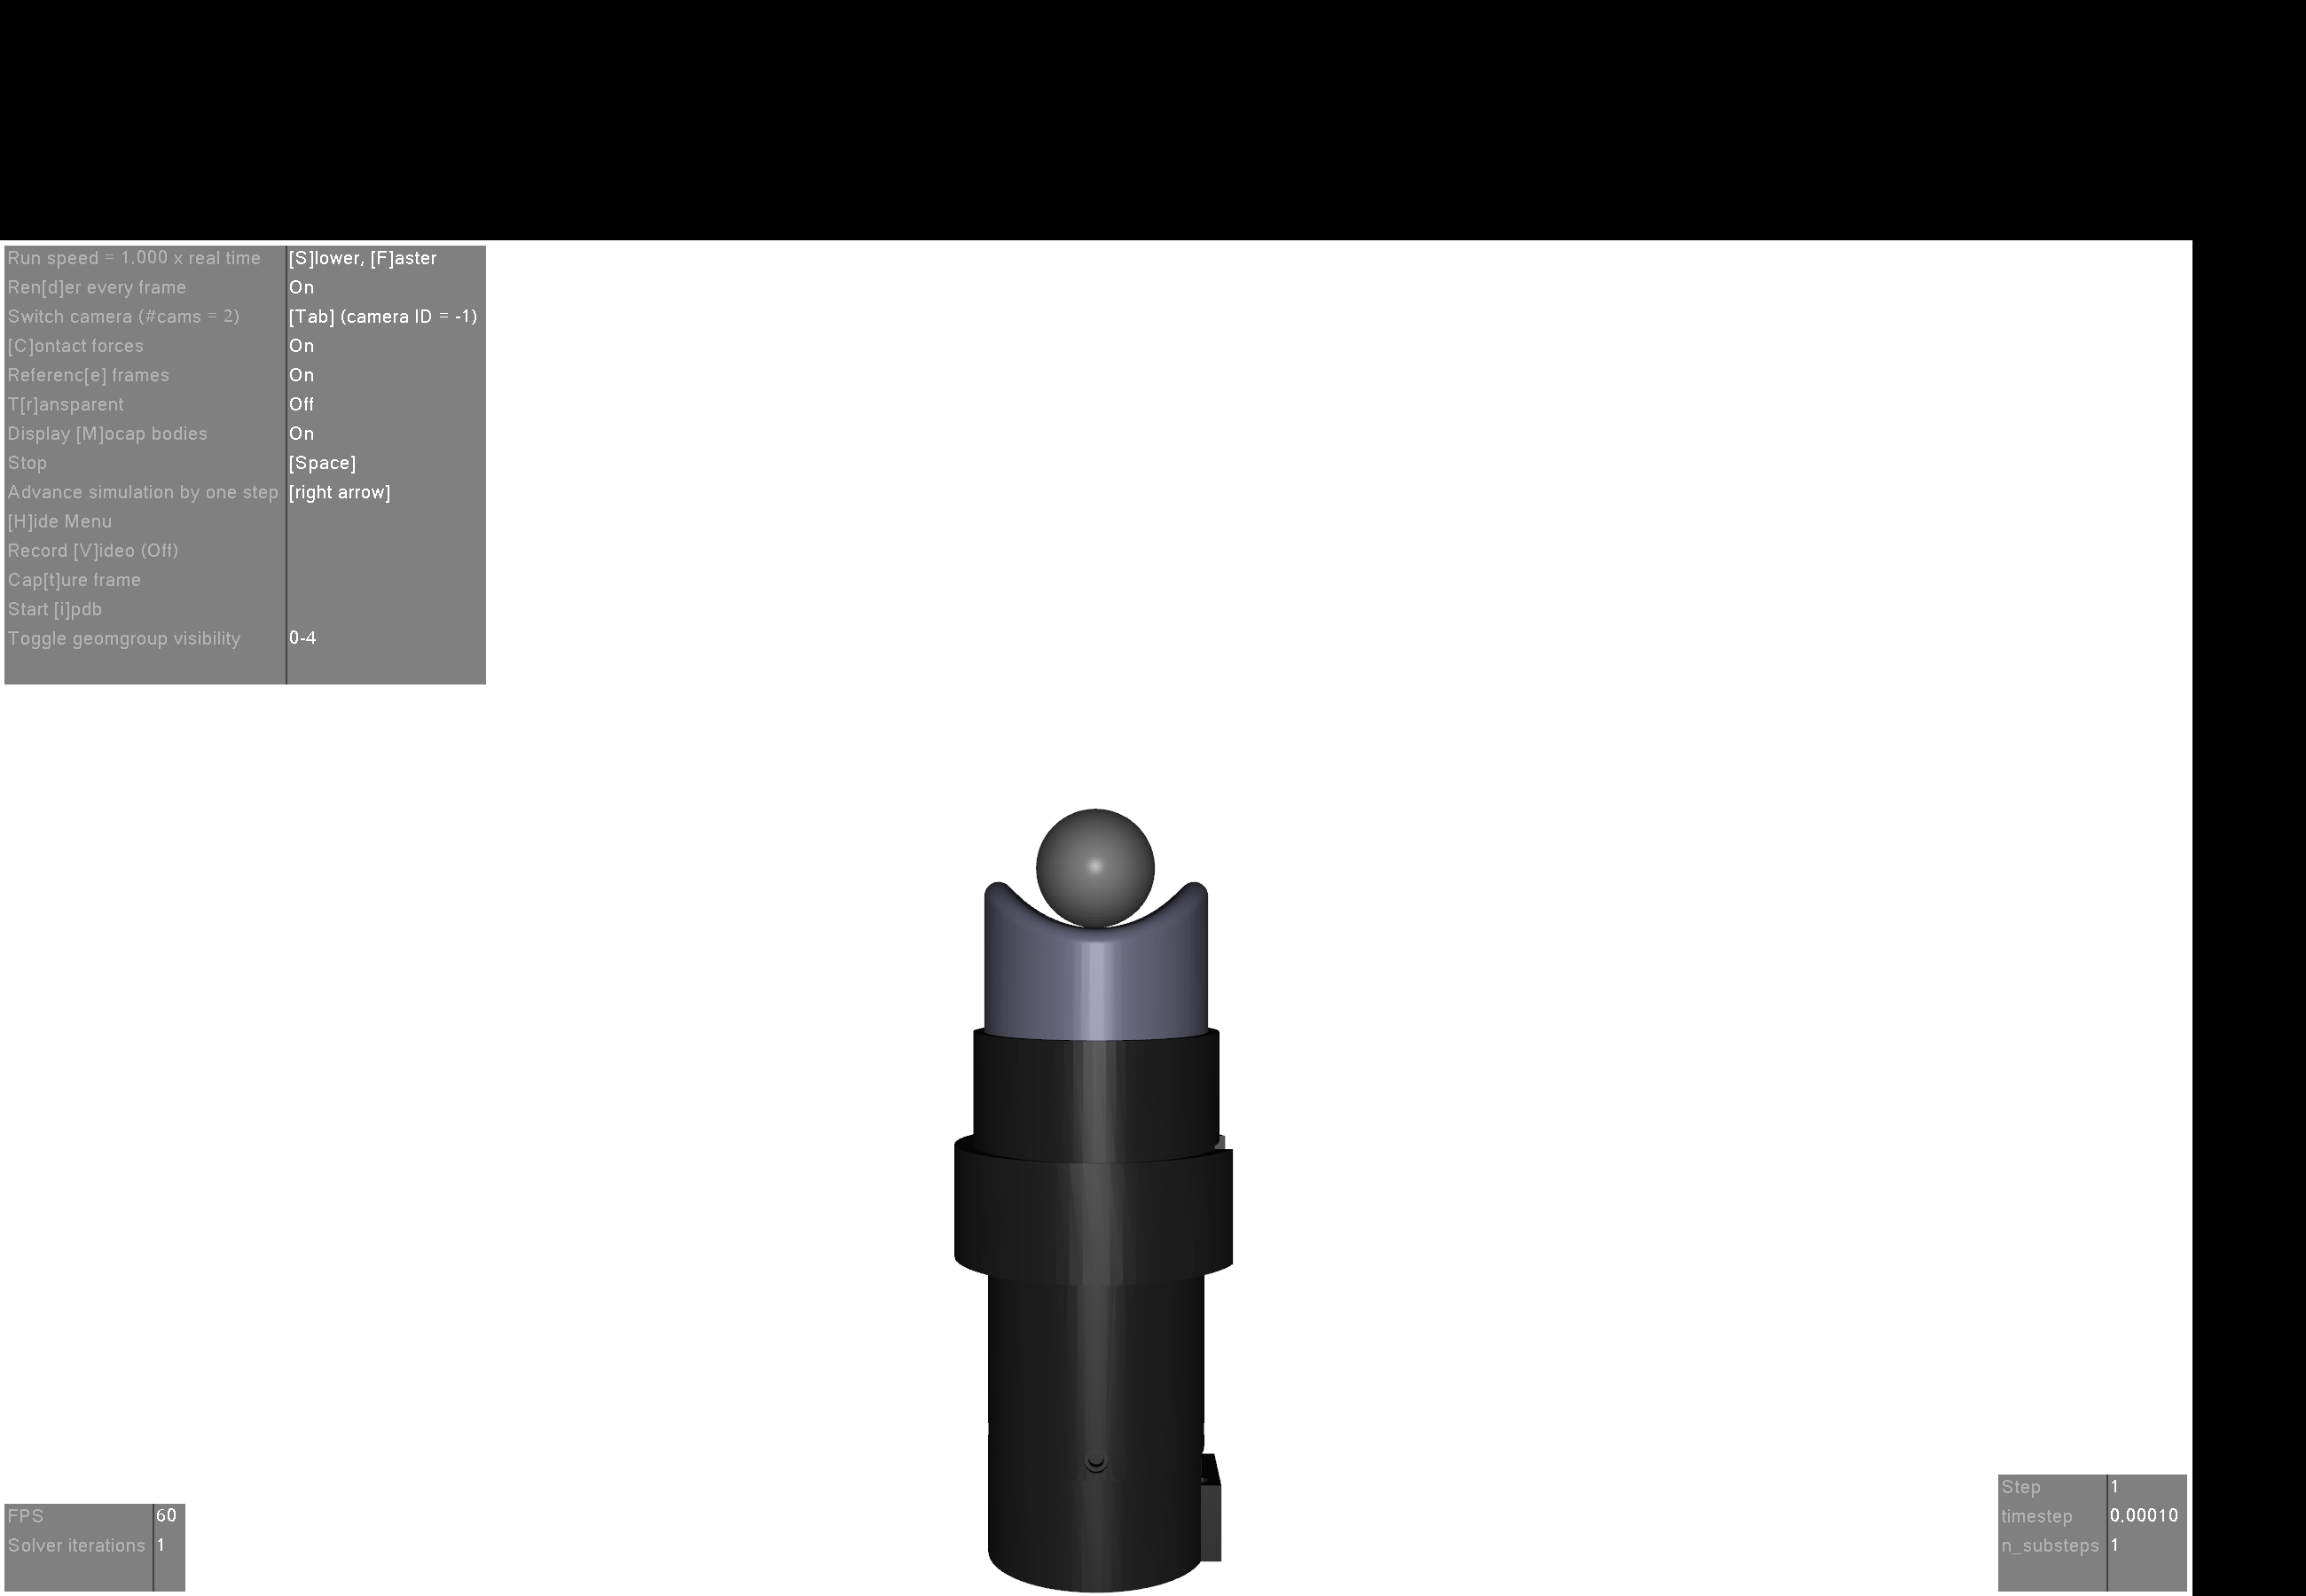 Run speed = 1.000 x real time [S]lower, [F]aster
Ren[d]er every frame On
Switch camera (#cams = 2) [Tab] (camera ID = -1)
[C]ontact forces On
Referenc[e] frames On
T[r]ansparent Off
Display [M]ocap bodies On
Stop [Space]
Advance simulation by one step [right arrow]
[H]ide Menu
Record [V]ideo (Off)
Cap[t]ure frame
Start [i]pdb
Toggle geomgroup visibility 0-4
FPS 60
Solver iterations 1
Step 1
timestep 0.00010
n_substeps 1